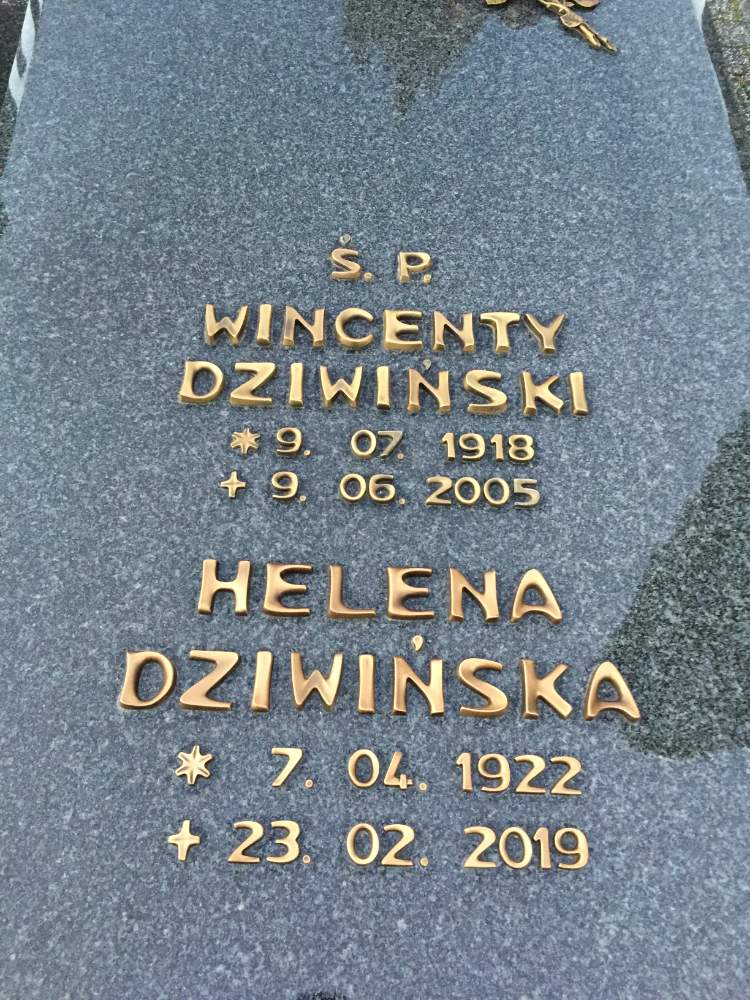 Ś. P.
WINCENTY
DZIWIŃSKI
* 9. 07. 1918
+ 9. 06. 2005
HELENA
DZIWIŃSKA
* 7. 04. 1922
+ 23. 02. 2019